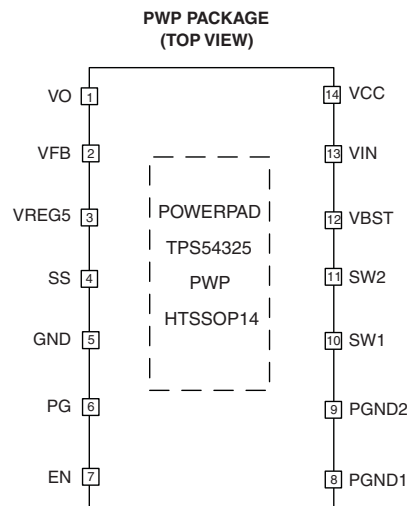 PWP PACKAGE
(TOP VIEW)
VO 1
VFB 2
VREG5 3
SS 4
GND 5
PG 6
EN 7
POWERPAD
TPS54325
PWP
HTSSOP14
14 VCC
13 VIN
12 VBST
11 SW2
10 SW1
9 PGND2
8 PGND1